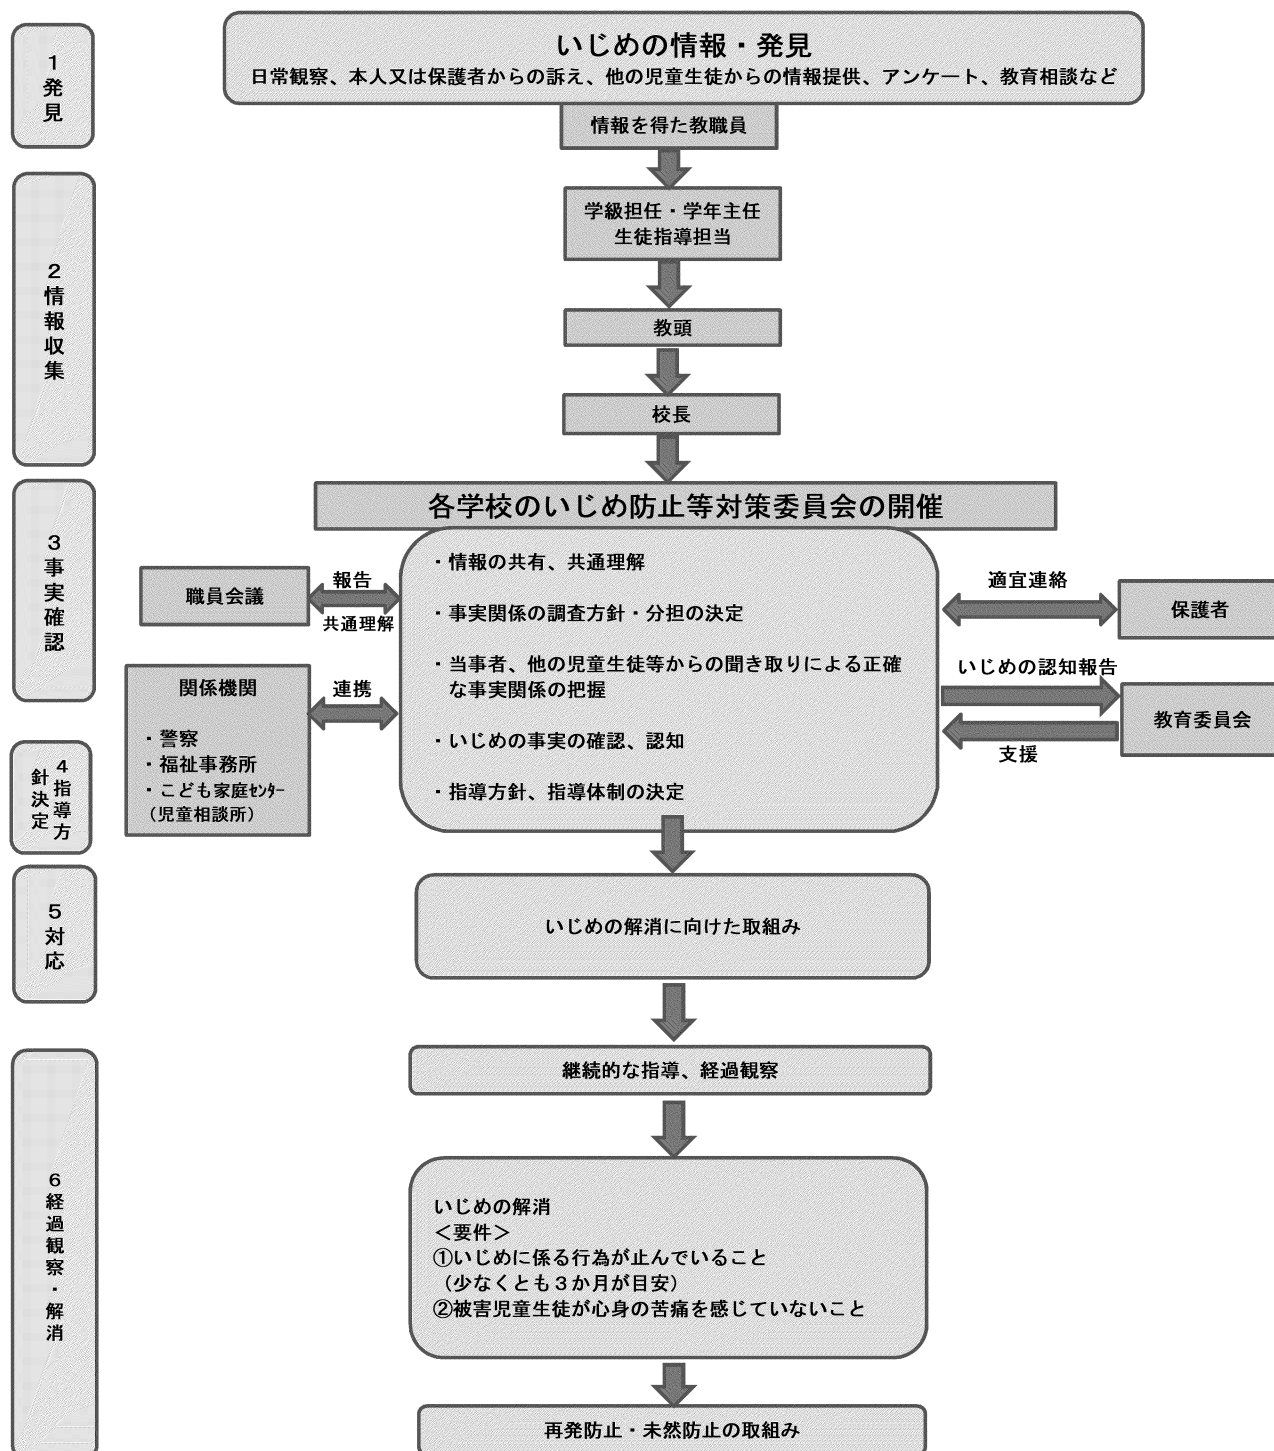 いじめの情報・発見
日常観察、本人又は保護者からの訴え、他の児童生徒からの情報提供、アンケート、教育相談など
1発見
情報を得た教職員
2情報収集
学級担任・学年主任
生徒指導担当
教頭
校長
3事実確認
各学校のいじめ防止等対策委員会の開催
・情報の共有、共通理解
・事実関係の調査方針・分担の決定
・当事者、他の児童生徒等からの聞き取りによる正確
な事実関係の把握
・いじめの事実の確認、認知
・指導方針、指導体制の決定
職員会議
報告
共通理解
関係機関
・警察
・福祉事務所
・こども家庭ｾﾝﾀｰ
（児童相談所）
連携
適宜連絡
保護者
いじめの認知報告
教育委員会
支援
4指導方
針決定
5対応
いじめの解消に向けた取組み
6経過観察・解消
継続的な指導、経過観察
いじめの解消
＜要件＞
①いじめに係る行為が止んでいること
（少なくとも３か月が目安）
②被害児童生徒が心身の苦痛を感じていないこと
再発防止・未然防止の取組み